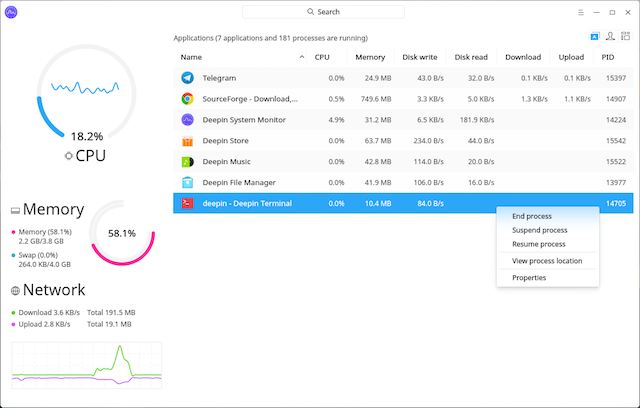 Search
Applications (7 applications and 181 processes are running)
Name CPU Memory Disk write Disk read Download Upload PID
Telegram 0.0% 24.9 MB 43.0 B/s 32.0 B/s 0.1 KB/s 0.1 KB/s 15397
SourceForge - Download,... 0.5% 749.6 MB 3.3 KB/s 5.0 KB/s 1.3 KB/s 1.1 KB/s 14907
Deepin System Monitor 4.9% 31.2 MB 6.5 KB/s 181.9 KB/s 14224
Deepin Store 0.0% 63.7 MB 234.0 B/s 44.0 B/s 15542
Deepin Music 0.0% 42.8 MB 114.0 B/s 20.0 B/s 15522
Deepin File Manager 0.0% 41.9 MB 106.0 B/s 16.0 B/s 13977
deepin - Deepin Terminal 0.0% 10.4 MB 84.0 B/s 14705
End process
Suspend process
Resume process
View process location
Properties
18.2%
CPU
Memory
Memory (58.1%)
2.2 GB/3.8 GB
Swap (0.0%)
264.0 KB/4.0 GB
58.1%
Network
Download 3.6 KB/s Total 191.5 MB
Upload 2.8 KB/s Total 19.1 MB